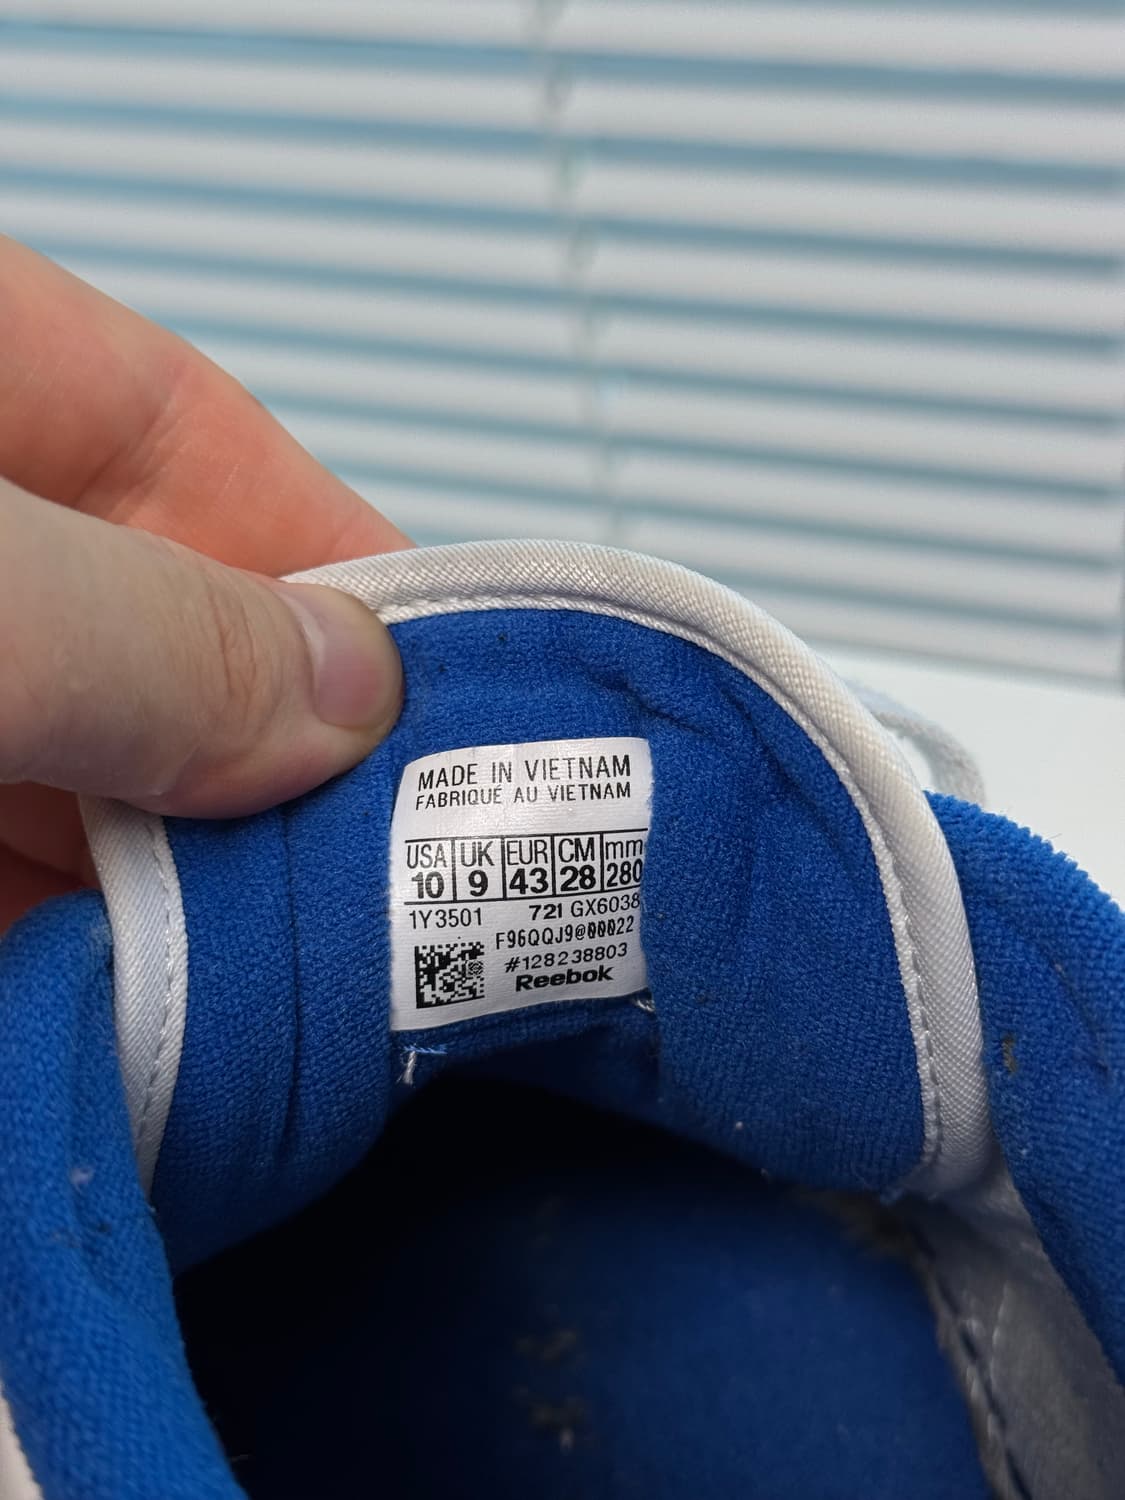 MADE IN VIETNAM
FABRIQUÉ AU VIETNAM
USA UK EUR CM mm
10 9 43 28 280
1Y3501 72I GX6038
F96QQJ9@00022
#128238803
Reebok